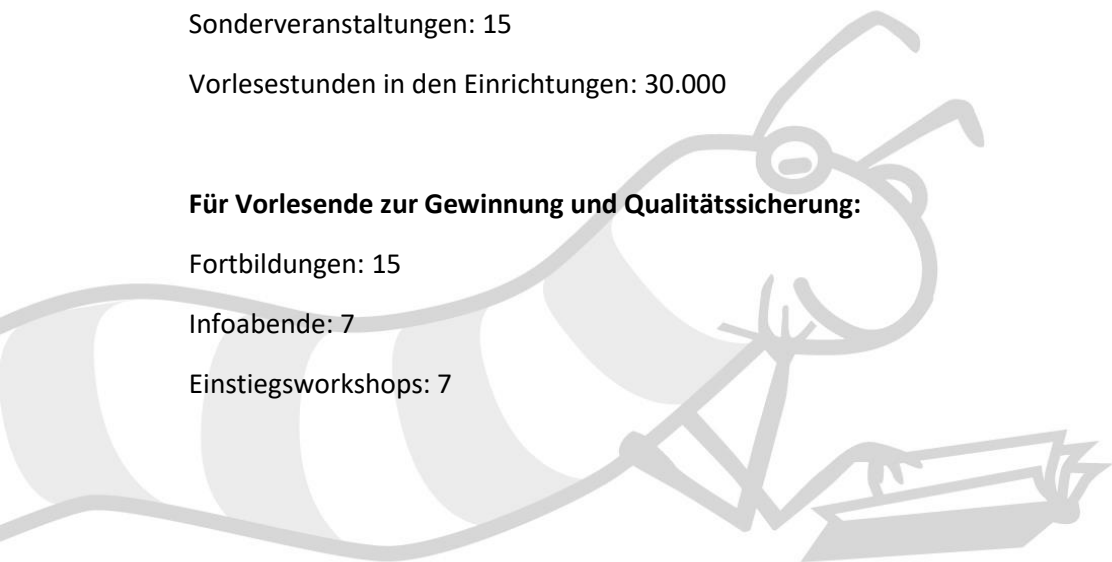 Sonderveranstaltungen: 15
Vorlesestunden in den Einrichtungen: 30.000
Für Vorlesende zur Gewinnung und Qualitätssicherung:
Fortbildungen: 15
Infoabende: 7
Einstiegsworkshops: 7